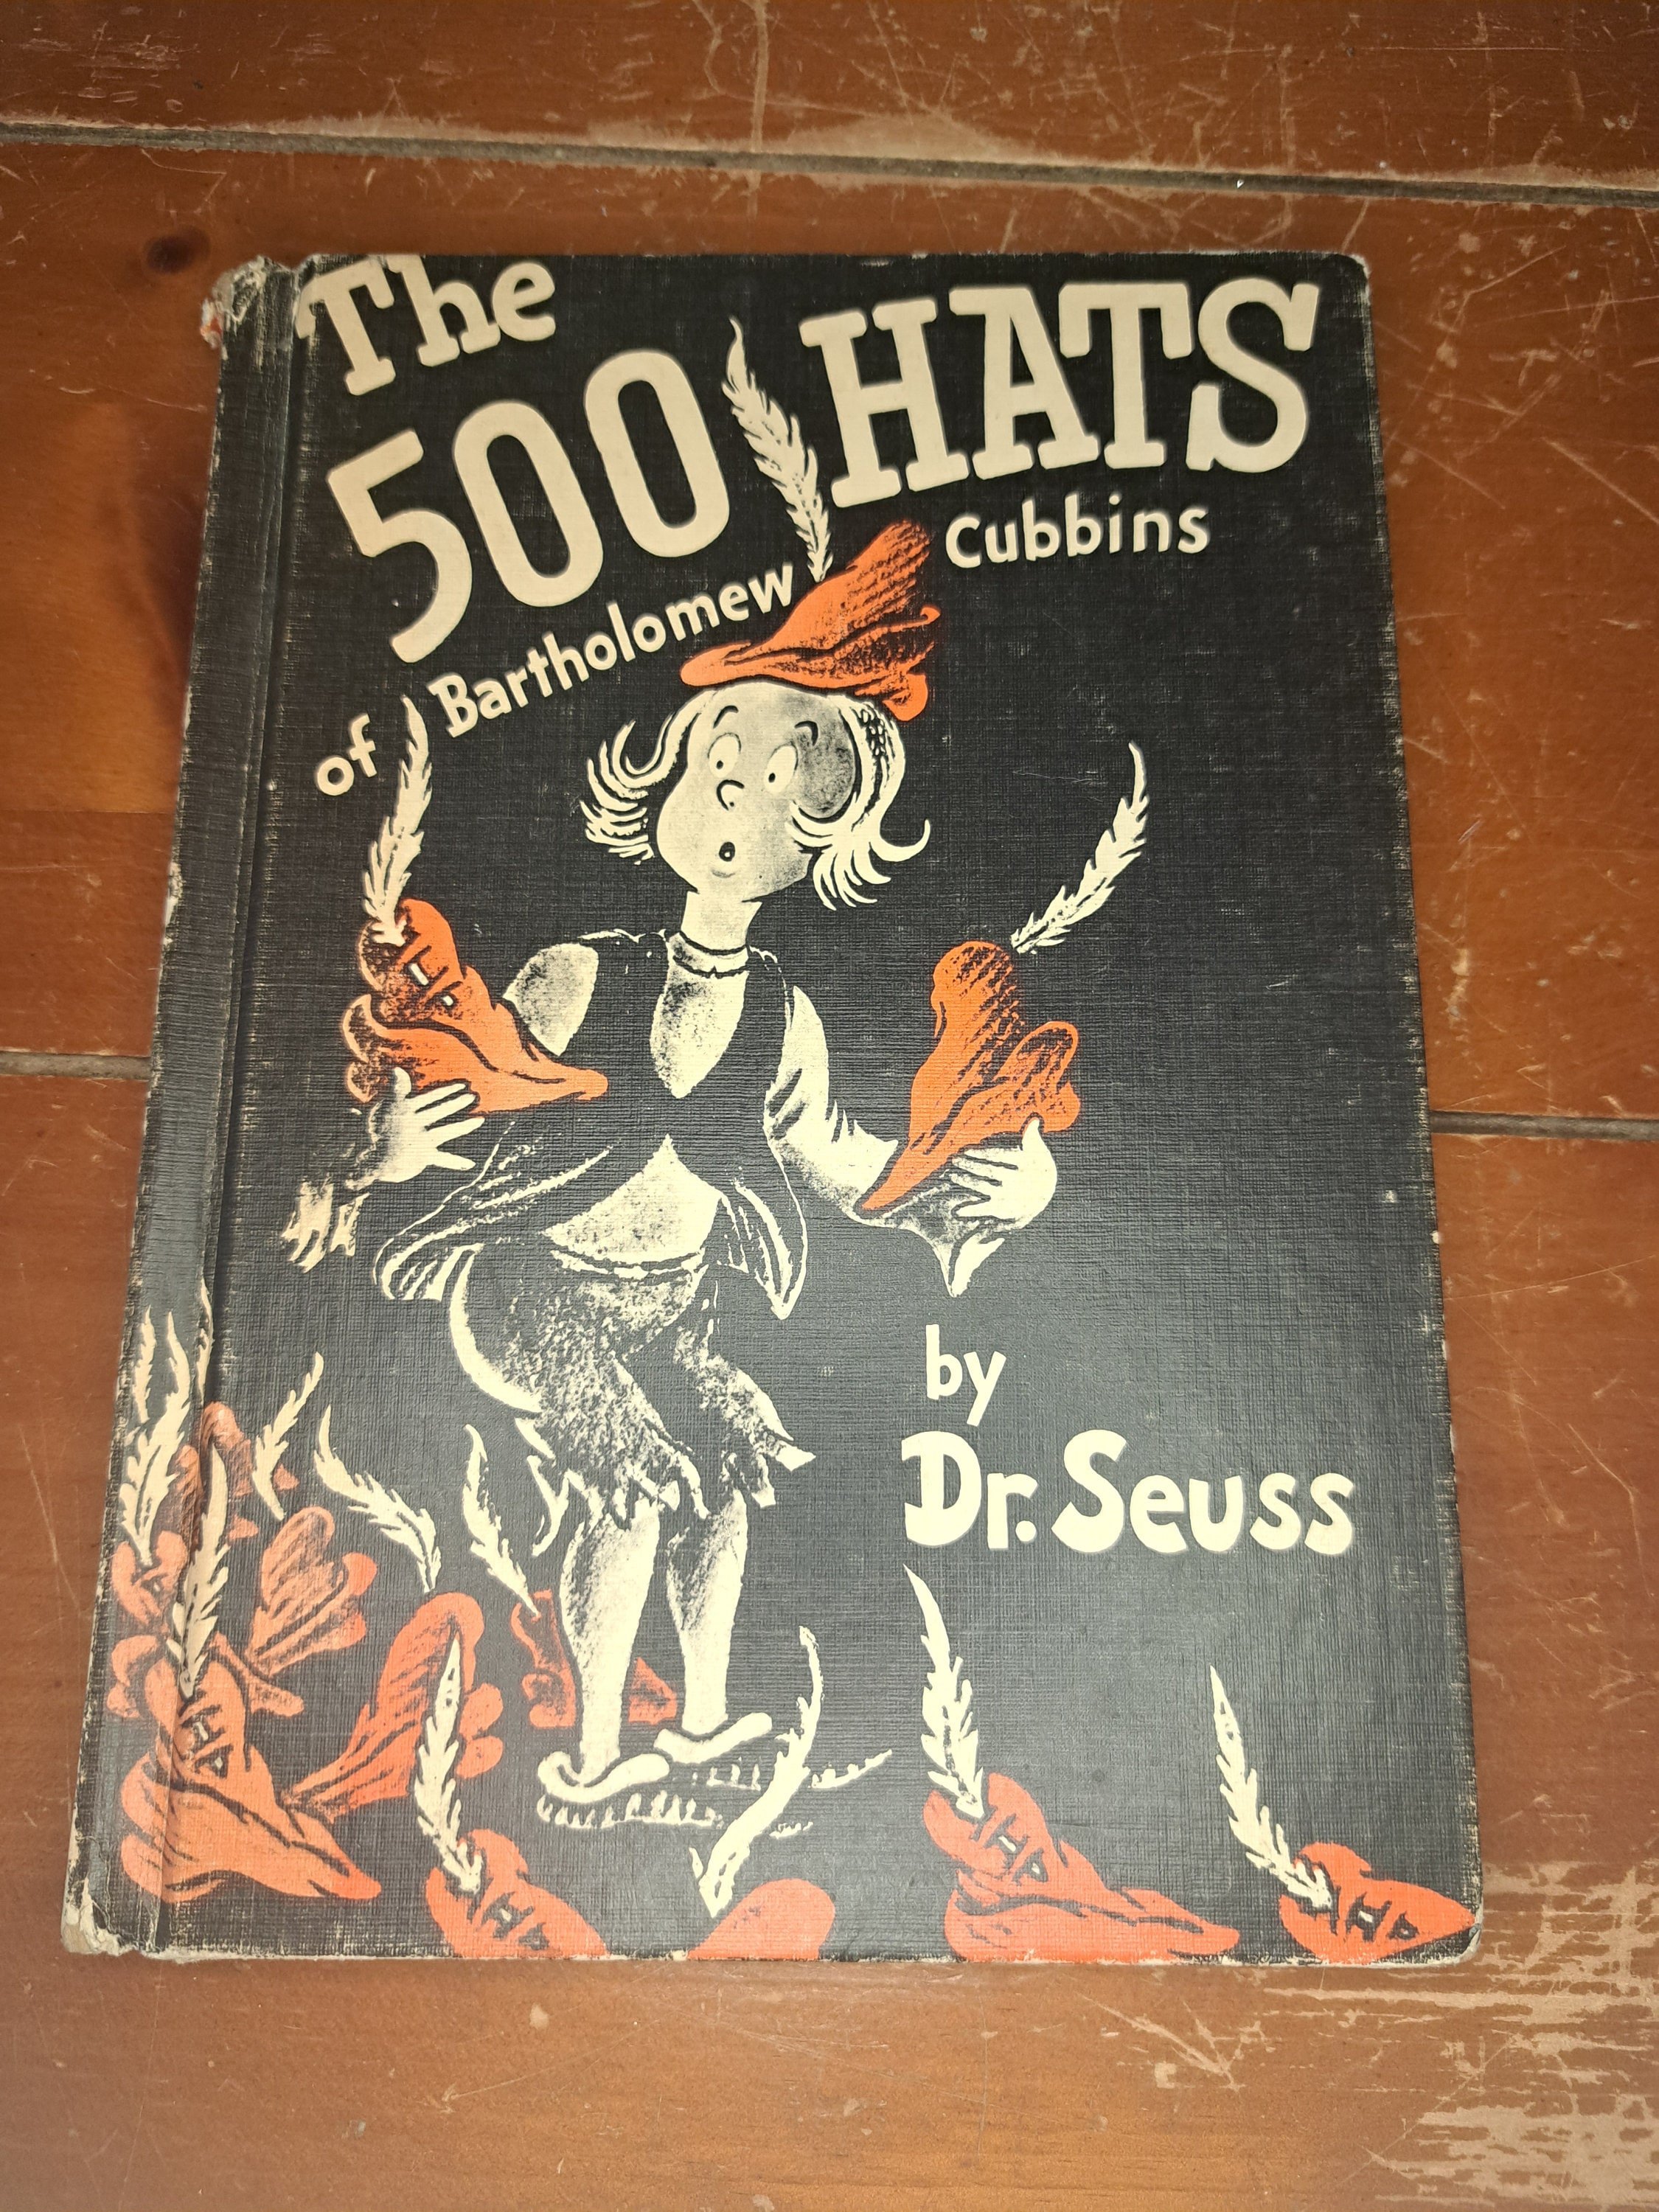 The
500 HATS
of Bartholomew Cubbins
by
Dr. Seuss